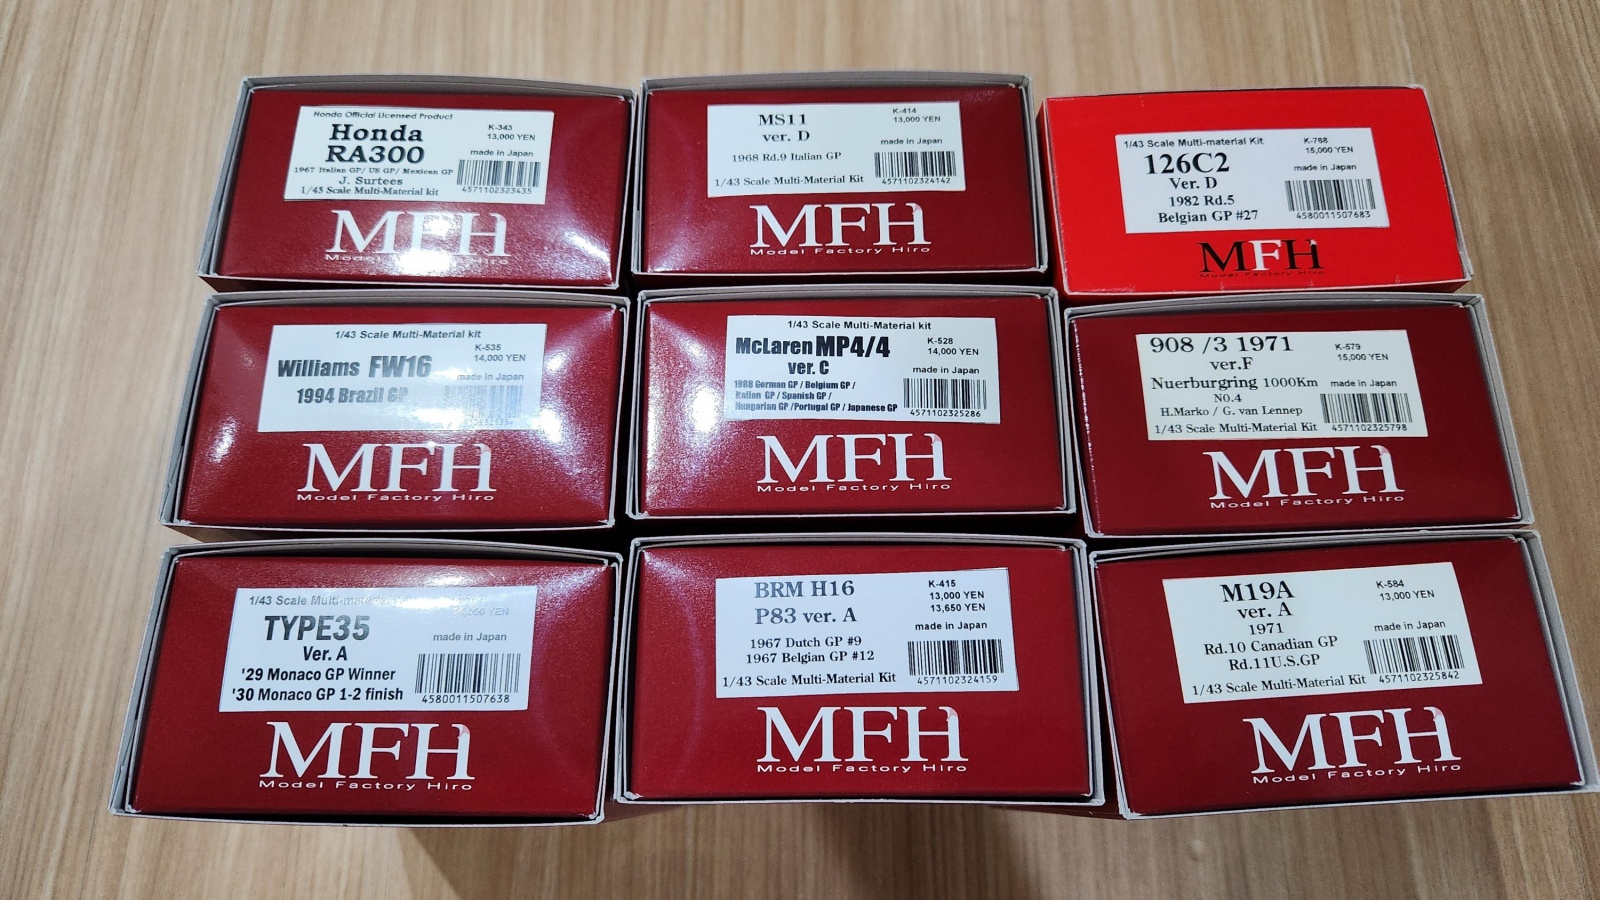 Honda Official Licensed Product
Honda
RA300
K-343
13,000 YEN
made in Japan
1967 Italian GP/ US GP/ Mexican GP
J. Surtees
1/43 Scale Multi-Material kit
4571102323435
MFH
Model Factory Hiro
MS11
ver. D
K-414
13,000 YEN
made in Japan
1968 Rd.9 Italian GP
1/43 Scale Multi-Material Kit
4571102324142
MFH
Model Factory Hiro
1/43 Scale Multi-material Kit
K-768
15,000 YEN
126C2
made in Japan
Ver. D
1982 Rd.5
Belgian GP #27
4580011507683
MFH
Model Factory Hiro
1/43 Scale Multi-Material kit
K-535
14,000 YEN
Williams FW16
made in Japan
1994 Brazil GP
MFH
Model Factory Hiro
1/43 Scale Multi-Material kit
McLaren MP4/4
K-528
14,000 YEN
ver. C
made in Japan
1988 German GP / Belgium GP /
Italian GP / Spanish GP /
Hungarian GP /Portugal GP / Japanese GP
4571102325286
MFH
Model Factory Hiro
908 /3 1971
K-579
15,000 YEN
ver.F
Nuerburgring 1000Km
made in Japan
NO.4
H.Marko / G. van Lennep
1/43 Scale Multi-Material Kit
4571102325798
MFH
Model Factory Hiro
1/43 Scale Multi-material
YEN
TYPE35
made in Japan
Ver. A
'29 Monaco GP Winner
'30 Monaco GP 1-2 finish
4580011507638
MFH
Model Factory Hiro
BRM H16
K-415
13,000 YEN
13,650 YEN
P83 ver. A
made in Japan
1967 Dutch GP #9
1967 Belgian GP #12
1/43 Scale Multi-Material Kit
4571102324159
MFH
Model Factory Hiro
M19A
K-584
13,000 YEN
ver. A
1971
made in Japan
Rd.10 Canadian GP
Rd.11U.S.GP
1/43 Scale Multi-Material Kit
4571102325842
MFH
Model Factory Hiro